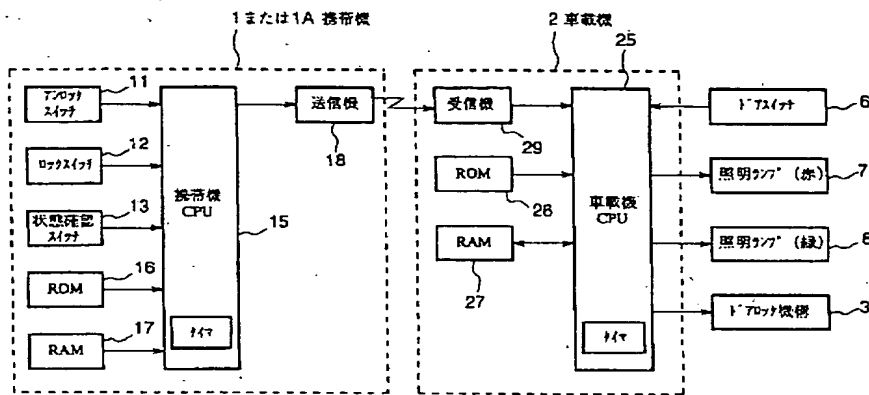 1 または1A 携帯機
2 車載機
25
11
アンロック
スイッチ
12
ロックスイッチ
13
状態確認
スイッチ
16
ROM
17
RAM
携帯機
CPU
15
タイマ
送信機
18
受信機
29
ROM
26
RAM
27
車載機
CPU
タイマ
ドアスイッチ
6
照明ランプ (赤)
7
照明ランプ (緑)
8
ドアロック機構
3